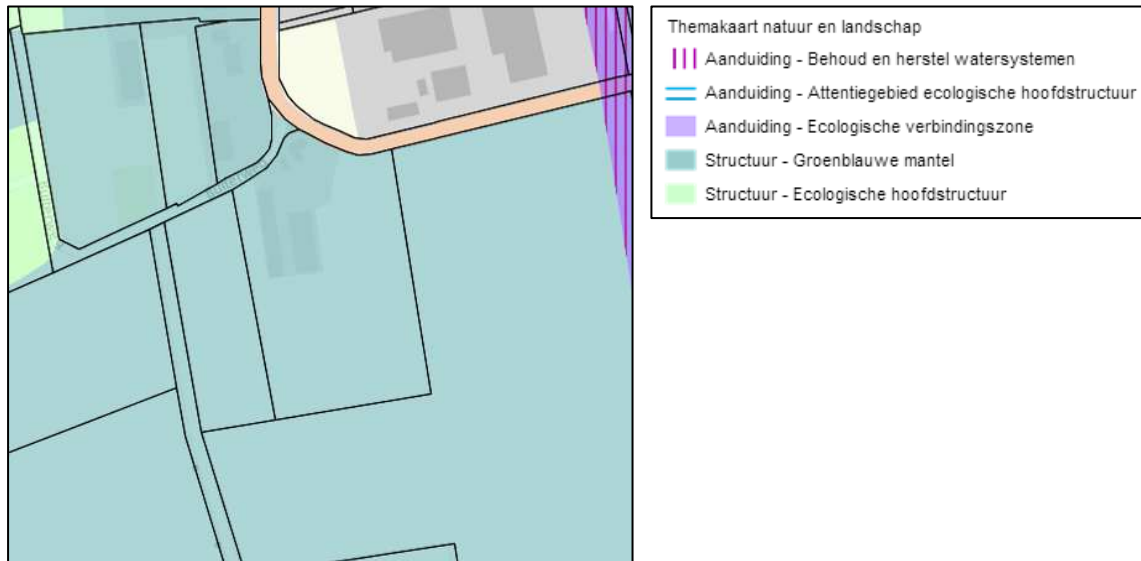 Themakaart natuur en landschap
Aanduiding - Behoud en herstel watersystemen
Aanduiding - Attentiegebied ecologische hoofdstructuur
Aanduiding - Ecologische verbindingszone
Structuur - Groenblauwe mantel
Structuur - Ecologische hoofdstructuur